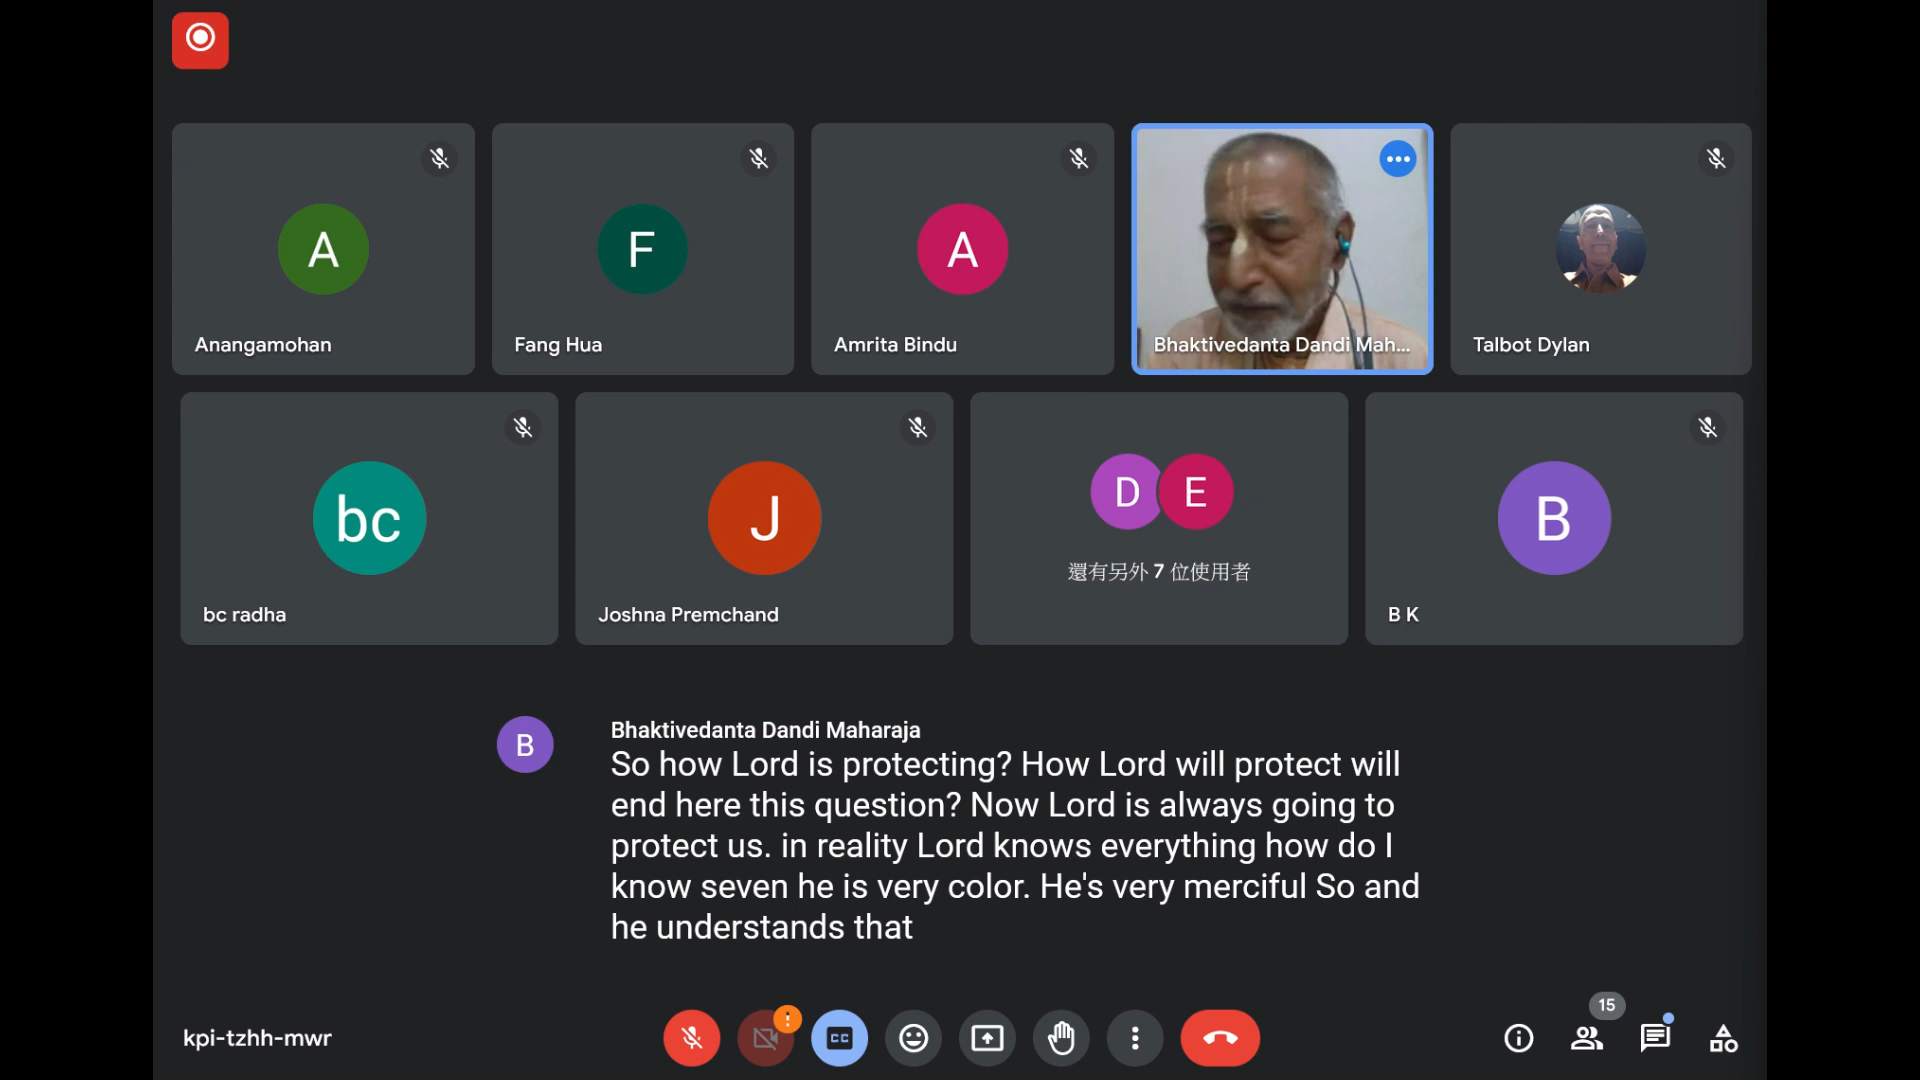 A
Anangamohan
F
Fang Hua
A
Amrita Bindu
Bhaktivedanta Dandi Mah...
Talbot Dylan
bc
bc radha
J
Joshna Premchand
D E
還有另外 7 位使用者
B
B K
B
Bhaktivedanta Dandi Maharaja
So how Lord is protecting? How Lord will protect will
end here this question? Now Lord is always going to
protect us. in reality Lord knows everything how do I
know seven he is very color. He's very merciful So and
he understands that
kpi-tzhh-mwr
CC
15